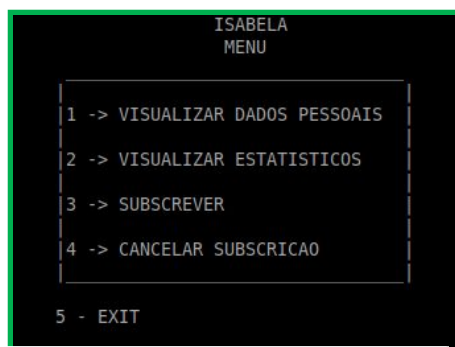 ISABELA
MENU
1 -> VISUALIZAR DADOS PESSOAIS
2 -> VISUALIZAR ESTATISTICOS
3 -> SUBSCREVER
4 -> CANCELAR SUBSCRICAO
5 - EXIT